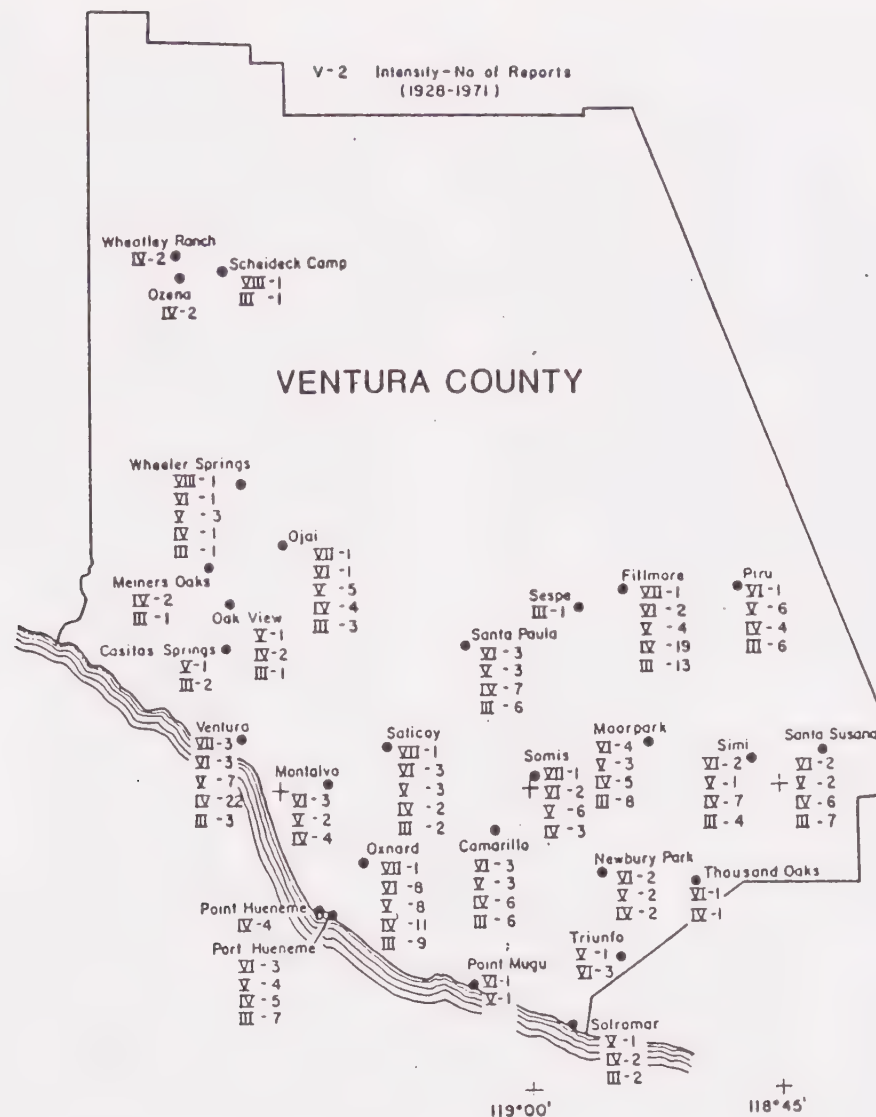 V-2 Intensity-No of Reports
(1928-1971)
Wheatley Ranch
IV-2
Ozena
IV-2
Scheideck Camp
VIII-1
III-1
VENTURA COUNTY
Wheeler Springs
VIII-1
VI-1
V-3
IV-1
III-1
Meiners Oaks
IV-2
III-1
Ojai
VII-1
VI-1
V-5
IV-4
III-3
Oak View
V-1
IV-2
III-1
Casitas Springs
V-1
III-2
Sespe
III-1
Fillmore
VII-1
VI-2
V-4
IV-19
III-13
Piru
VI-1
V-6
IV-4
III-6
Santa Paula
VI-3
V-3
IV-7
III-6
Ventura
VII-3
VI-3
V-7
IV-22
III-3
Montalvo
VI-3
V-2
IV-4
Saticoy
VII-1
VI-3
V-3
IV-2
III-2
Somis
VII-1
VI-2
V-6
IV-3
Moorpark
VI-4
V-3
IV-5
III-8
Simi
VI-2
V-1
IV-7
III-4
Santa Susana
VI-2
V-2
IV-6
III-7
Oxnard
VII-1
VI-8
V-8
IV-11
III-9
Camarillo
VI-3
V-3
IV-6
III-6
Newbury Park
VI-2
V-2
IV-2
Thousand Oaks
VI-1
IV-1
Point Hueneme
IV-4
Port Hueneme
VI-3
V-4
IV-5
III-7
Triunfo
V-1
VI-3
Point Mugu
VI-1
V-1
Solromar
V-1
IV-2
III-2
119°00'
118°45'